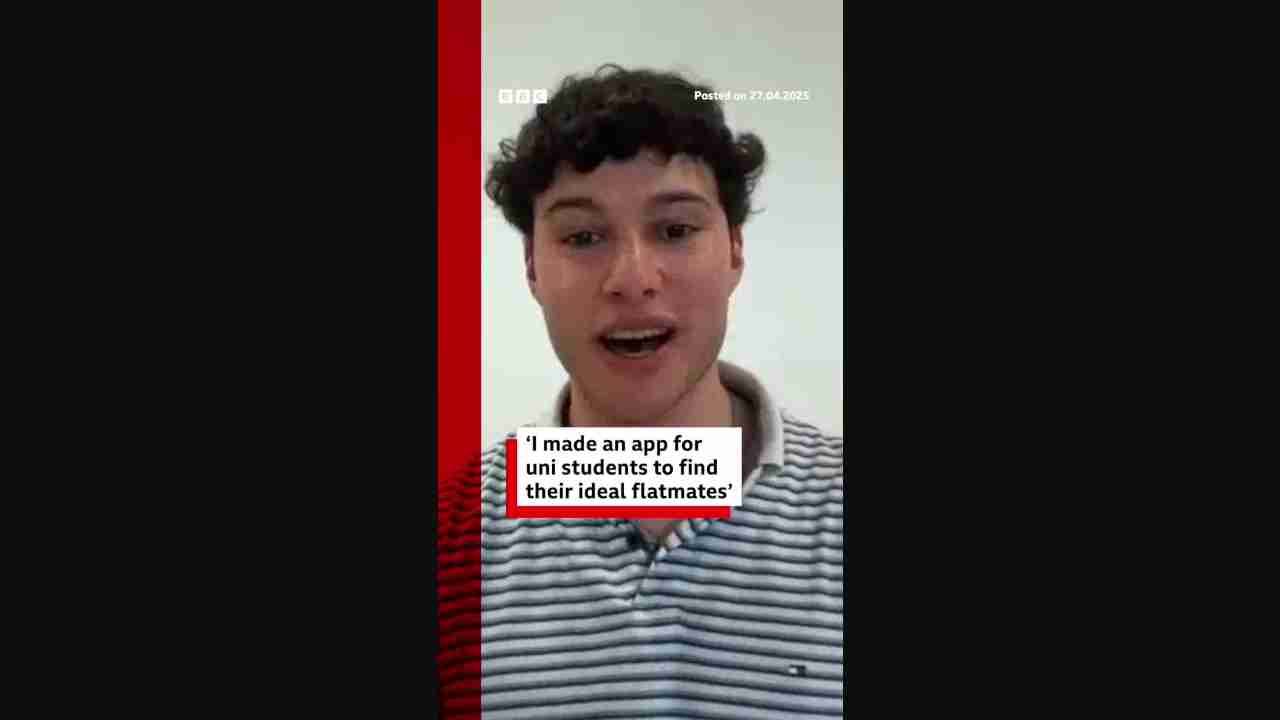 BBC
Posted on 27.04.2025
‘I made an app for
uni students to find
their ideal flatmates’